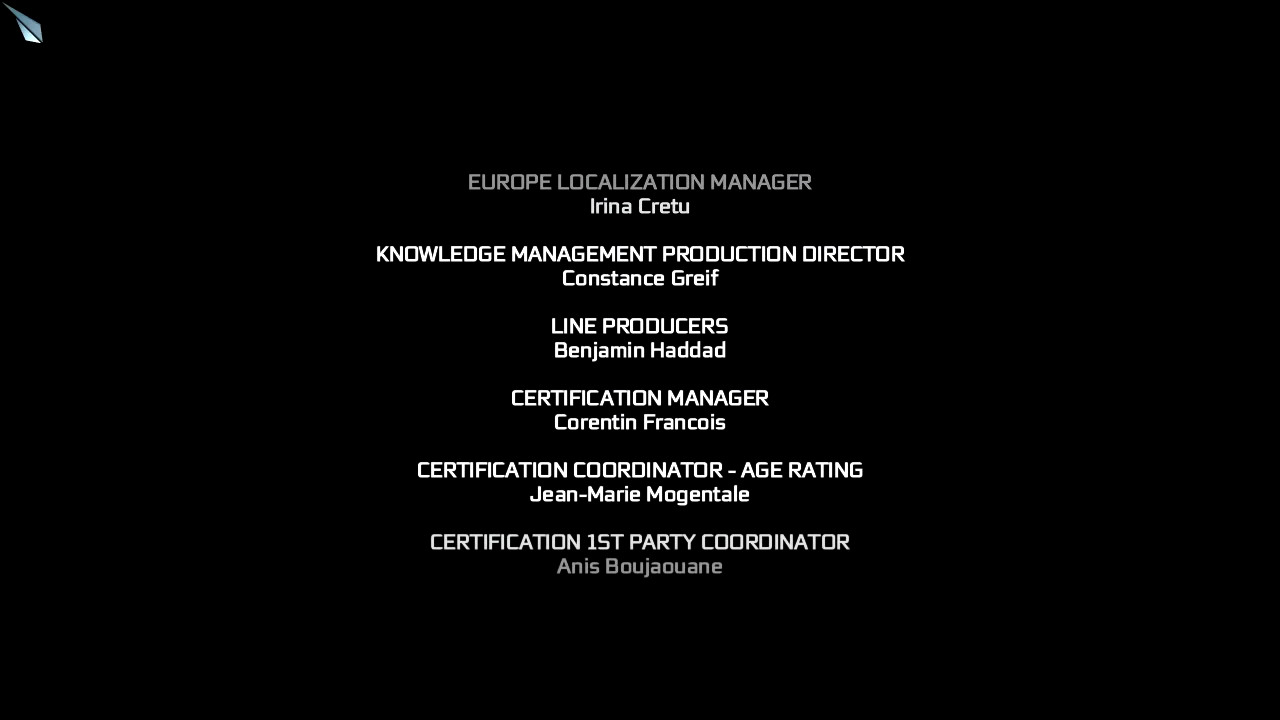 EUROPE LOCALIZATION MANAGER
Irina Cretu
KNOWLEDGE MANAGEMENT PRODUCTION DIRECTOR
Constance Greif
LINE PRODUCERS
Benjamin Haddad
CERTIFICATION MANAGER
Corentin Francois
CERTIFICATION COORDINATOR - AGE RATING
Jean-Marie Mogentale
CERTIFICATION 1ST PARTY COORDINATOR
Anis Boujaouane